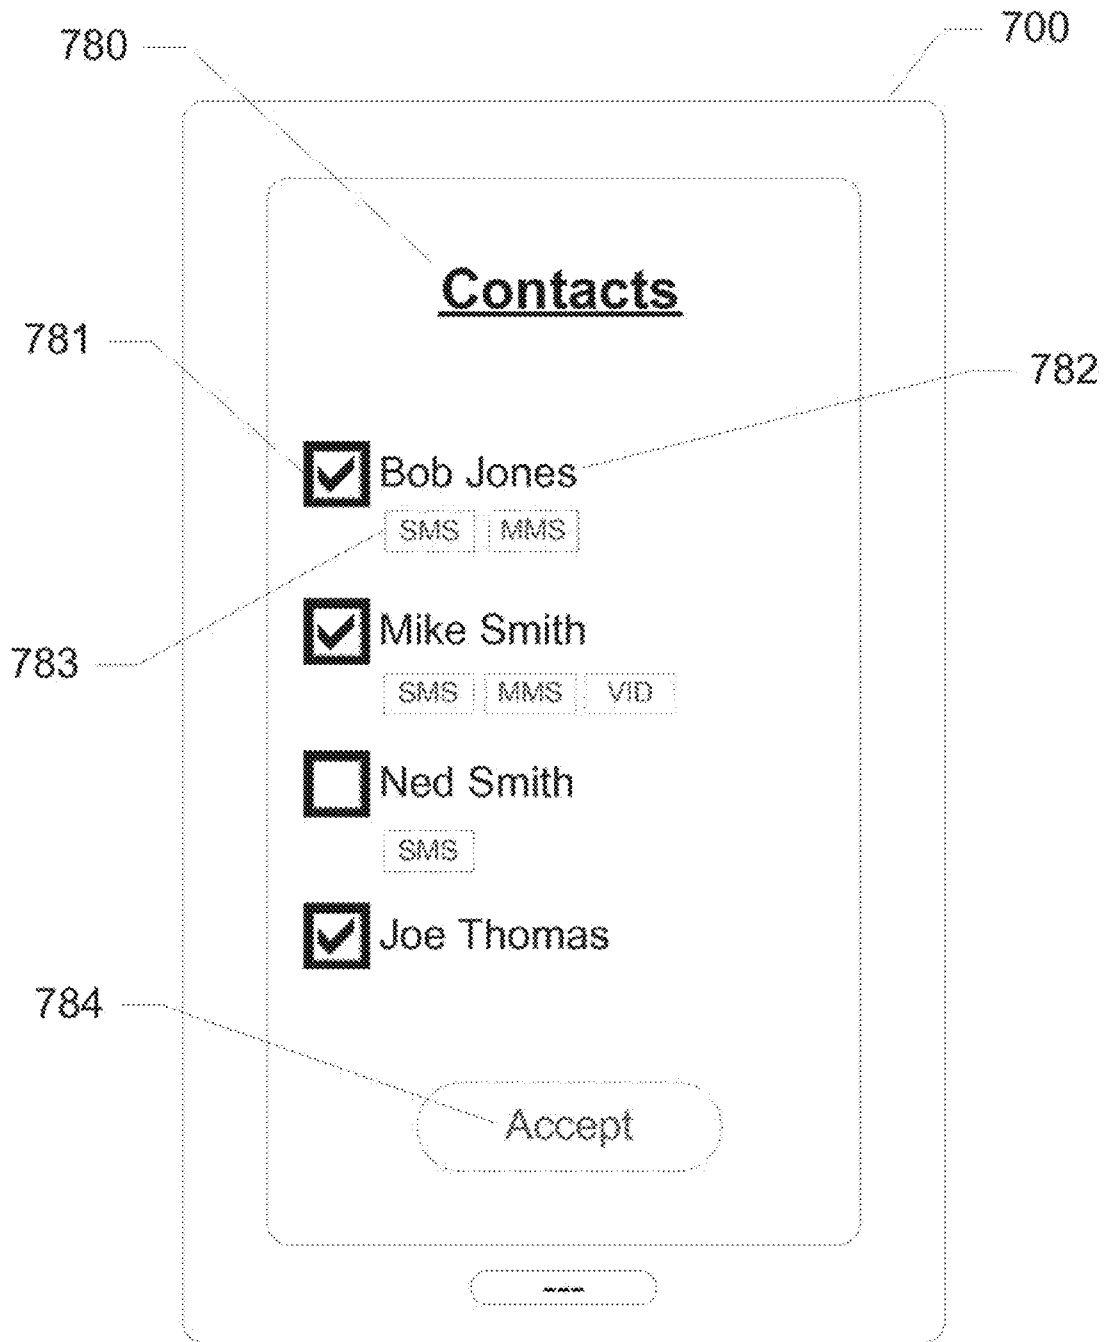 780
700
Contacts
781
782
Bob Jones
SMS MMS
Mike Smith
783
SMS MMS VID
Ned Smith
SMS
Joe Thomas
784
Accept
---